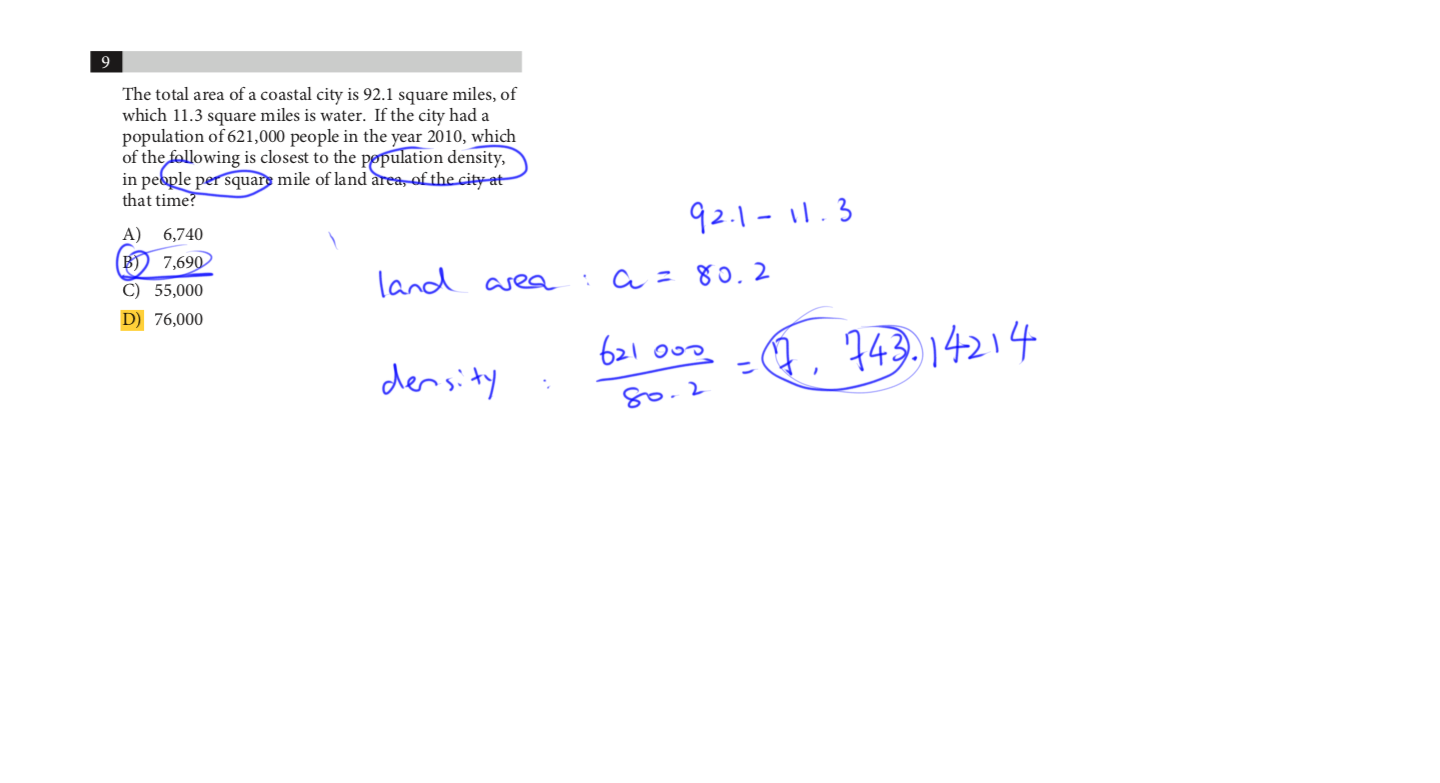 9
The total area of a coastal city is 92.1 square miles, of
which 11.3 square miles is water. If the city had a
population of 621,000 people in the year 2010, which
of the following is closest to the population density,
in people per square mile of land area, of the city at
that time?
A) 6,740
B) 7,690
C) 55,000
D) 76,000
92.1 - 11.3
land area : a = 80.2
density : 621 000 / 80.2 = 7, 743.14214